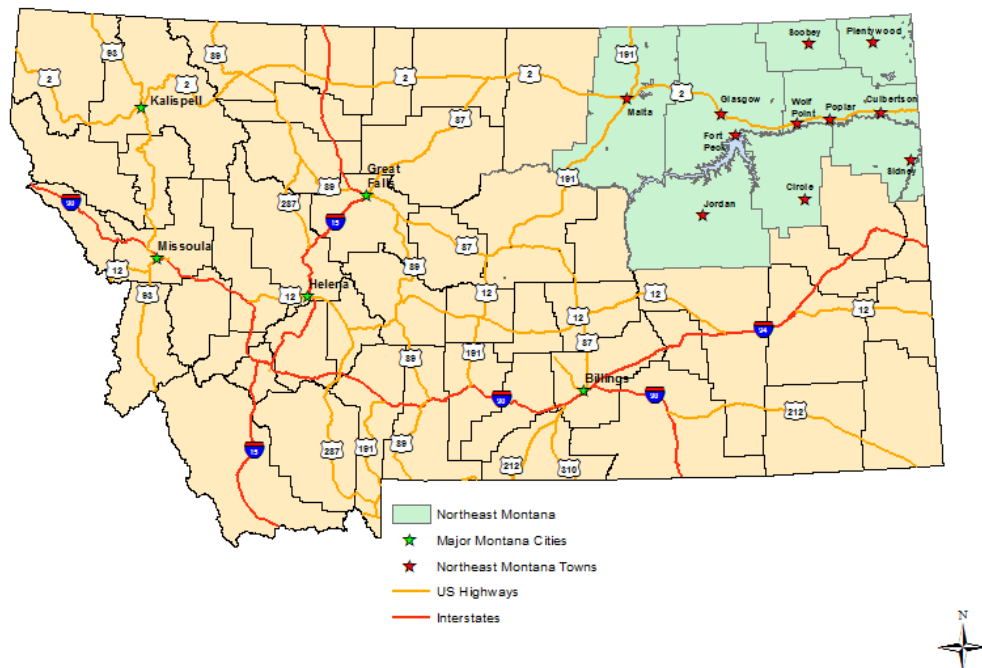 93
89
191
Scobey
Plentywood
2
2
2
2
2
Kalispell
Malta
Glasgow
Wolf
Point
Poplar
Culbertson
87
Fort
Peck
Sidney
Great
Falls
89
191
Circle
90
287
15
Jordan
Missoula
87
12
89
93
Helena
12
12
12
12
12
94
87
89
191
Billings
90
90
212
15
287
191
89
212
310
Northeast Montana
Major Montana Cities
Northeast Montana Towns
US Highways
Interstates
N